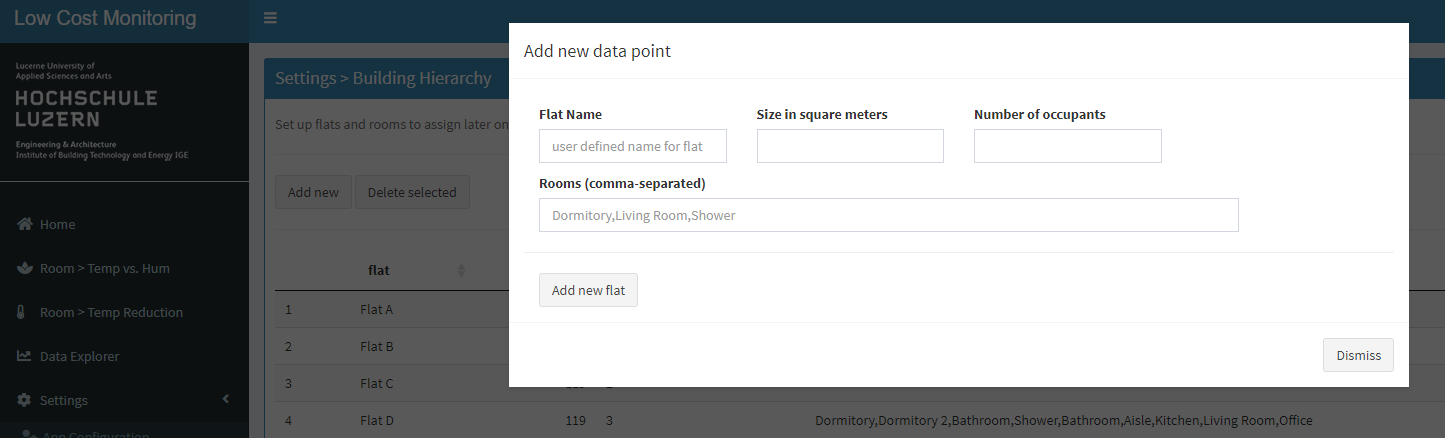 Low Cost Monitoring
Lucerne University of
Applied Sciences and Arts
HOCHSCHULE
LUZERN
Engineering & Architecture
Institute of Building Technology and Energy IGE
Home
Room > Temp vs. Hum
Room > Temp Reduction
Data Explorer
Settings
App Configuration
Settings > Building Hierarchy
Set up flats and rooms to assign later on
Add new Delete selected
flat
1 Flat A
2 Flat B
3 Flat C
4 Flat D 119 3 Dormitory,Dormitory 2,Bathroom,Shower,Bathroom,Aisle,Kitchen,Living Room,Office
Add new data point
Flat Name Size in square meters Number of occupants
user defined name for flat
Rooms (comma-separated)
Dormitory,Living Room,Shower
Add new flat
Dismiss